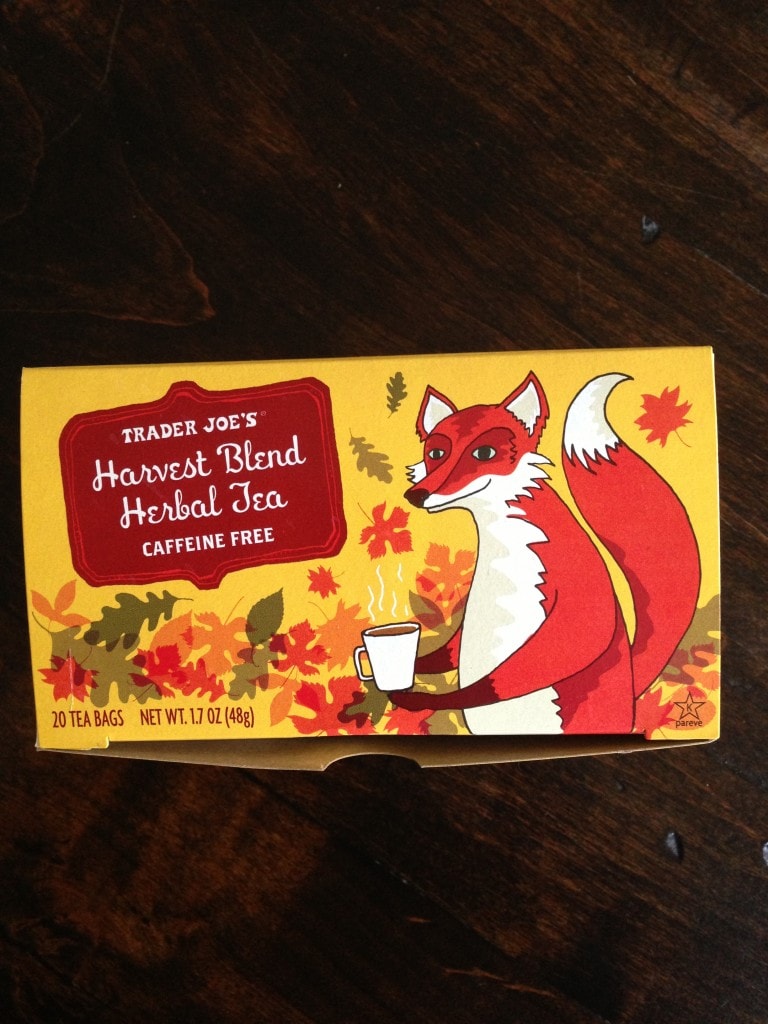 TRADER JOE'S
Harvest Blend
Herbal Tea
CAFFEINE FREE
20 TEA BAGS NET WT. 1.7 OZ (48g)
K
pareve